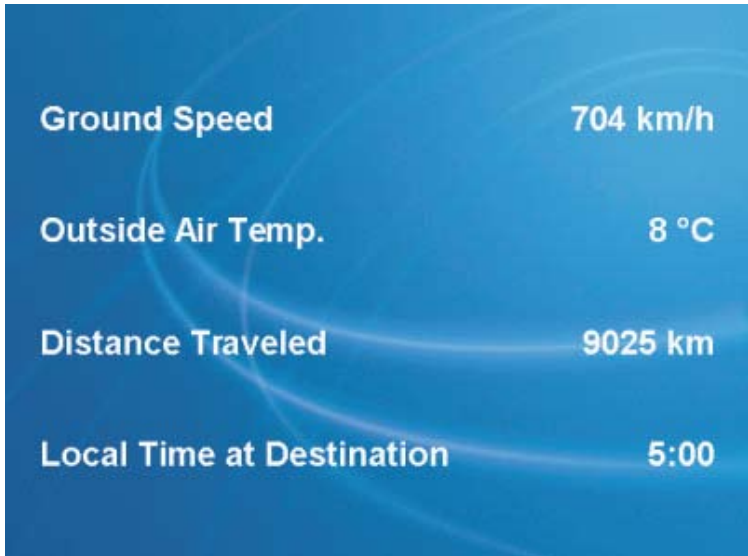 Ground Speed 704 km/h
Outside Air Temp. 8 °C
Distance Traveled 9025 km
Local Time at Destination 5:00